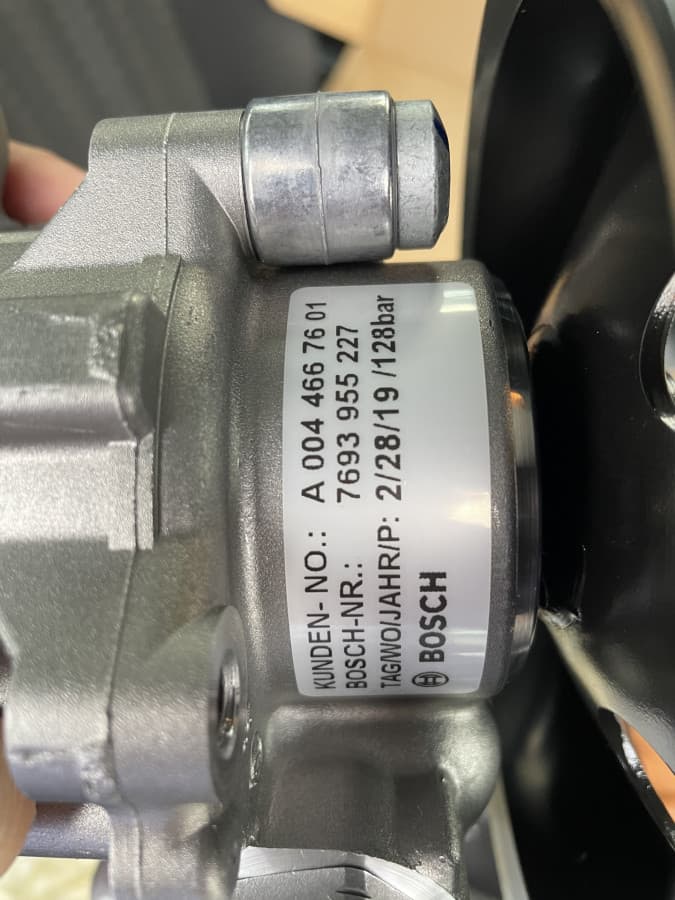 KUNDEN- NO.: A 004 466 76 01
BOSCH-NR.: 7693 955 227
TAG/WO/JAHR/P: 2/28/19 /128bar
BOSCH